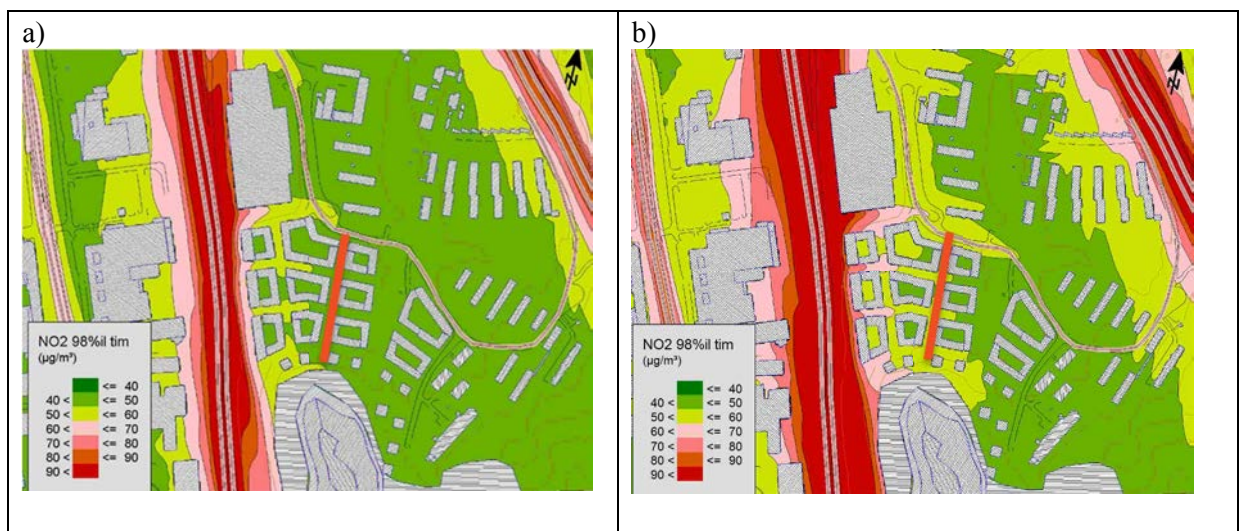 a)
N
NO2 98%il tim
(µg/m³)
<= 40
40 < <= 50
50 < <= 60
60 < <= 70
70 < <= 80
80 < <= 90
90 <
b)
N
NO2 98%il tim
(µg/m³)
<= 40
40 < <= 50
50 < <= 60
60 < <= 70
70 < <= 80
80 < <= 90
90 <